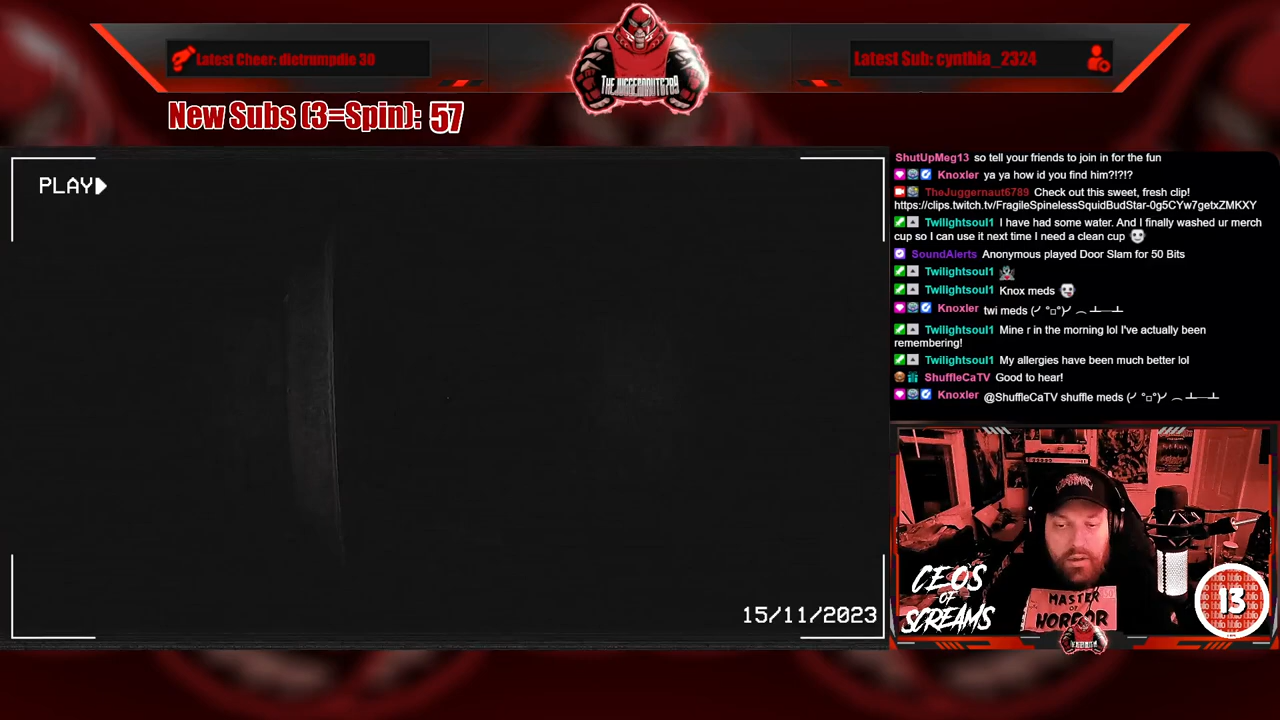 Latest Cheer: dietrumpdie 30
THEJUGGERNAUT6789
Latest Sub: cynthia_2324
New Subs (3=Spin): 57
PLAY
15/11/2023
ShutUpMeg13 so tell your friends to join in for the fun
Knoxler ya ya how id you find him?!?!?
TheJuggernaut6789 Check out this sweet, fresh clip!
https://clips.twitch.tv/FragileSpinelessSquidBudStar-0g5CYw7getxZMKXY
Twilightsoul1 I have had some water. And I finally washed ur merch
cup so I can use it next time I need a clean cup
SoundAlerts Anonymous played Door Slam for 50 Bits
Twilightsoul1
Twilightsoul1 Knox meds
Knoxler twi meds (╯°□°)╯︵ ┻━┻
Twilightsoul1 Mine r in the morning lol I've actually been
remembering!
Twilightsoul1 My allergies have been much better lol
ShuffleCaTV Good to hear!
Knoxler @ShuffleCaTV shuffle meds (╯°□°)╯︵ ┻━┻
CEOS
OF
SCREAMS
MASTER
OF
HORROR
13